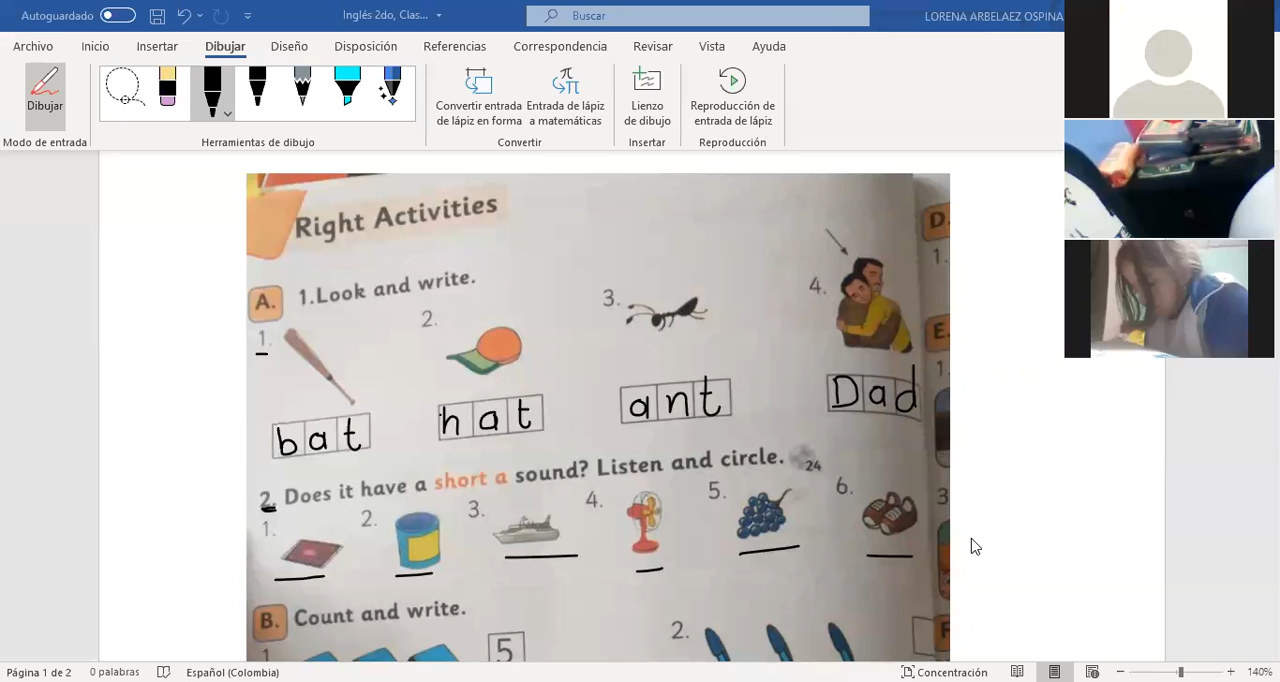 Autoguardado
Inglés 2do, Clas...
Buscar
LORENA ARBELAEZ OSPINA
Archivo Inicio Insertar Dibujar Diseño Disposición Referencias Correspondencia Revisar Vista Ayuda
Dibujar
Convertir entrada de lápiz en forma
Entrada de lápiz a matemáticas
Lienzo de dibujo
Reproducción de entrada de lápiz
Modo de entrada
Herramientas de dibujo
Convertir
Insertar
Reproducción
Right Activities
A. 1.Look and write.
1. 2. 3. 4.
bat hat ant Dad
2. Does it have a short a sound? Listen and circle. 24
1. 2. 3. 4. 5. 6.
B. Count and write.
1. 5 2.
D.
1.
E.
1.
3
F
Página 1 de 2 0 palabras Español (Colombia) Concentración 140%